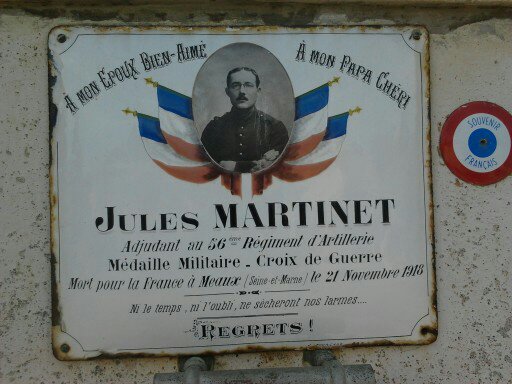 À MON ÉPOUX BIEN-AIMÉ
À MON PAPA CHÉRI
SOUVENIR
FRANÇAIS
JULES MARTINET
Adjudant au 56ème Régiment d'Artillerie
Médaille Militaire - Croix de Guerre
Mort pour la France à Meaux (Seine-et-Marne) le 21 Novembre 1918
Ni le temps, ni l'oubli, ne sècheront nos larmes....
REGRETS !